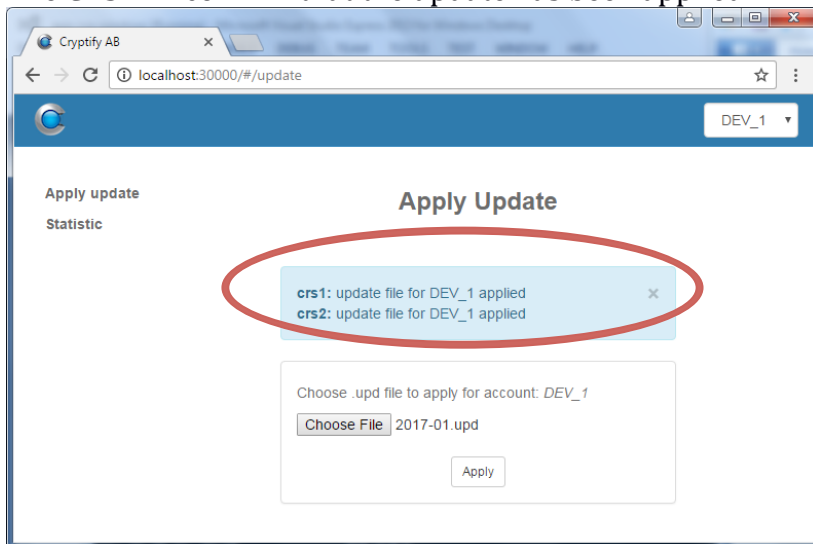 Cryptify AB
localhost:30000/#/update
DEV_1
Apply update
Statistic
Apply Update
crs1: update file for DEV_1 applied
crs2: update file for DEV_1 applied
Choose .upd file to apply for account: DEV_1
Choose File 2017-01.upd
Apply